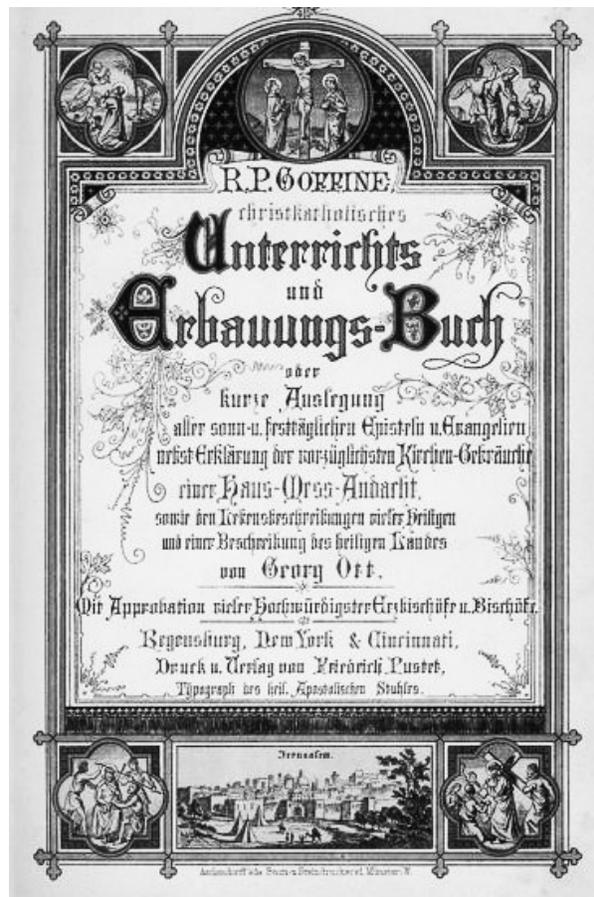 R.P. GOFFINE,
christkatholisches
Unterrichts
und
Erbauungs-Buch
oder
kurze Auslegung
aller sonn- u. festtäglichen Episteln u. Evangelien
nebst Erklärung der vorzüglichsten Kirchen-Gebräuche
einer Haus-Mess-Andacht,
sowie den Lebensbeschreibungen vieler Heiligen
und einer Beschreibung des heiligen Landes
von Georg Ott.
Mit Approbation vieler Hochwürdigster Erzbischöfe u. Bischöfe.
Regensburg, New York & Cincinnati,
Druck u. Verlag von Friedrich Pustet,
Typograph des heil. Apostolischen Stuhles.
Jerusalem.
Aschendorff'sche Münster i/W.